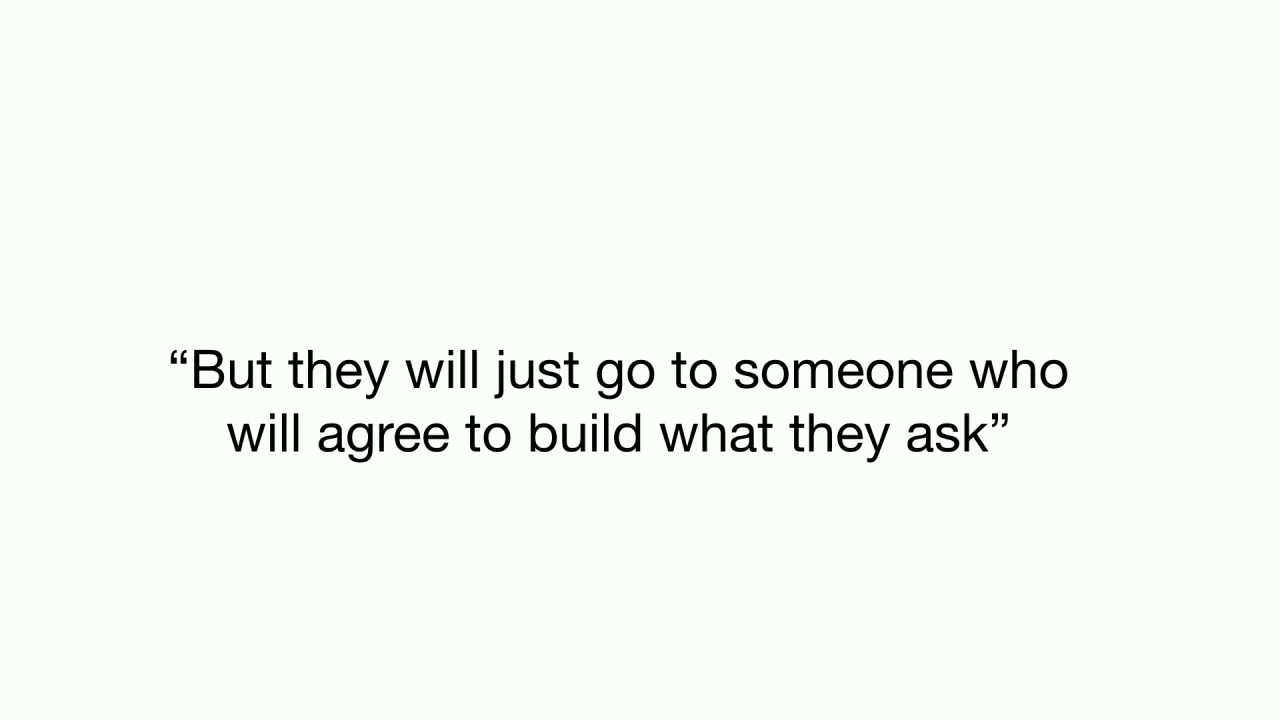 “But they will just go to someone who
will agree to build what they ask”